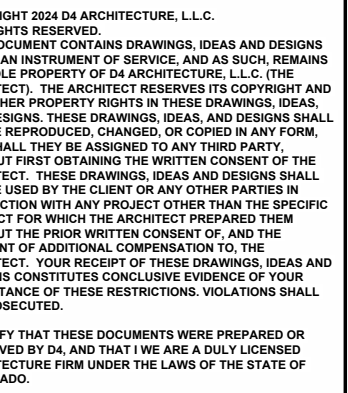 IGHT 2024 D4 ARCHITECTURE, L.L.C.
GHTS RESERVED.
OCUMENT CONTAINS DRAWINGS, IDEAS AND DESIGNS
AN INSTRUMENT OF SERVICE, AND AS SUCH, REMAINS
OLE PROPERTY OF D4 ARCHITECTURE, L.L.C. (THE
TECT). THE ARCHITECT RESERVES ITS COPYRIGHT AND
HER PROPERTY RIGHTS IN THESE DRAWINGS, IDEAS,
ESIGNS. THESE DRAWINGS, IDEAS, AND DESIGNS SHALL
E REPRODUCED, CHANGED, OR COPIED IN ANY FORM,
HALL THEY BE ASSIGNED TO ANY THIRD PARTY,
UT FIRST OBTAINING THE WRITTEN CONSENT OF THE
TECT. THESE DRAWINGS, IDEAS AND DESIGNS SHALL
E USED BY THE CLIENT OR ANY OTHER PARTIES IN
CTION WITH ANY PROJECT OTHER THAN THE SPECIFIC
CT FOR WHICH THE ARCHITECT PREPARED THEM
UT THE PRIOR WRITTEN CONSENT OF, AND THE
NT OF ADDITIONAL COMPENSATION TO, THE
TECT. YOUR RECEIPT OF THESE DRAWINGS, IDEAS AND
NS CONSTITUTES CONCLUSIVE EVIDENCE OF YOUR
TANCE OF THESE RESTRICTIONS. VIOLATIONS SHALL
OSECUTED.
FY THAT THESE DOCUMENTS WERE PREPARED OR
VED BY D4, AND THAT I WE ARE A DULY LICENSED
TECTURE FIRM UNDER THE LAWS OF THE STATE OF
ADO.